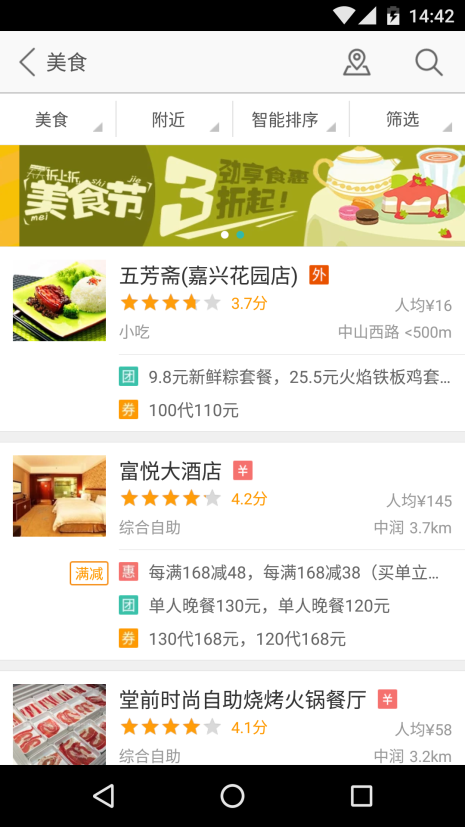 14:42
美食
美食 附近 智能排序 筛选
折上折 shi Jie
美食节
mei
3折起！
劲享食惠
五芳斋(嘉兴花园店) 外
3.7分 人均¥16
小吃 中山西路 <500m
团 9.8元新鲜粽套餐，25.5元火焰铁板鸡套...
券 100代110元
富悦大酒店 ¥
4.2分 人均¥145
综合自助 中润 3.7km
满减 惠 每满168减48，每满168减38（买单立...
团 单人晚餐130元，单人晚餐120元
券 130代168元，120代168元
堂前时尚自助烧烤火锅餐厅 ¥
4.1分 人均¥58
综合自助 中润 3.2km